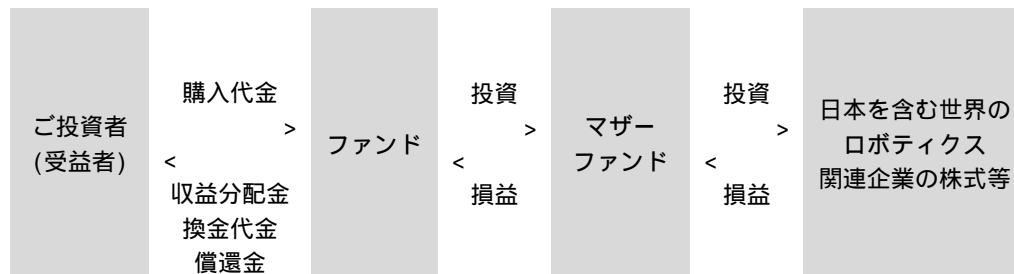 ご投資者
(受益者)
購入代金
>
<
収益分配金
換金代金
償還金
ファンド
投資
>
<
損益
マザー
ファンド
投資
>
<
損益
日本を含む世界の
ロボティクス
関連企業の株式等